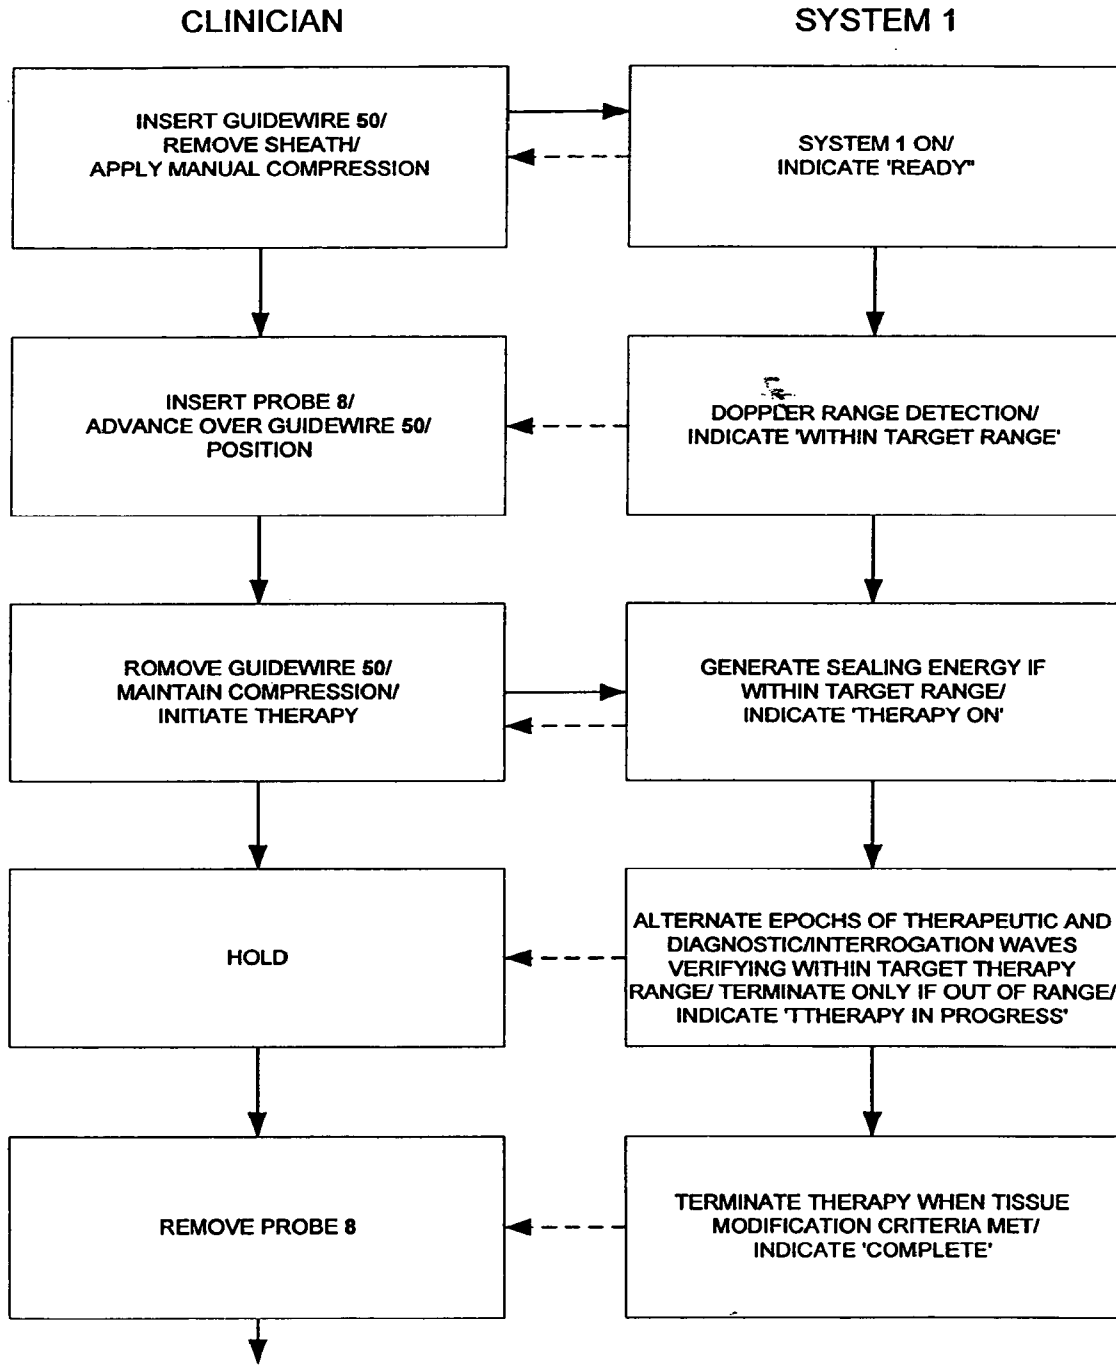 CLINICIAN
SYSTEM 1
INSERT GUIDEWIRE 50/
REMOVE SHEATH/
APPLY MANUAL COMPRESSION
SYSTEM 1 ON/
INDICATE 'READY"
INSERT PROBE 8/
ADVANCE OVER GUIDEWIRE 50/
POSITION
DOPPLER RANGE DETECTION/
INDICATE 'WITHIN TARGET RANGE'
ROMOVE GUIDEWIRE 50/
MAINTAIN COMPRESSION/
INITIATE THERAPY
GENERATE SEALING ENERGY IF
WITHIN TARGET RANGE/
INDICATE 'THERAPY ON'
HOLD
ALTERNATE EPOCHS OF THERAPEUTIC AND
DIAGNOSTIC/INTERROGATION WAVES
VERIFYING WITHIN TARGET THERAPY
RANGE/ TERMINATE ONLY IF OUT OF RANGE/
INDICATE 'TTHERAPY IN PROGRESS'
REMOVE PROBE 8
TERMINATE THERAPY WHEN TISSUE
MODIFICATION CRITERIA MET/
INDICATE 'COMPLETE'